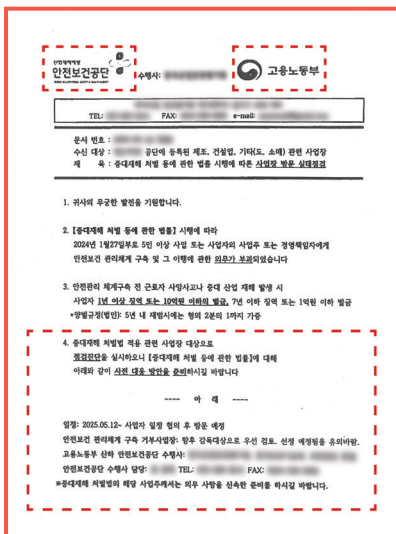 산업재해예방
안전보건공단
수행사:
고용노동부
TEL: FAX: e-mail:
문서 번호 :
수신 대상 : 공단에 등록된 제조, 건설업, 기타(도, 소매) 관련 사업장
제 목 : 중대재해 처벌 등에 관한 법률 시행에 따른 사업장 방문 실태점검
1. 귀사의 무궁한 발전을 기원합니다.
2. 【중대재해 처벌 등에 관한 법률】 시행에 따라
2024년 1월27일부로 5인 이상 사업 또는 사업자의 사업주 또는 경영책임자에게
안전보건 관리체계 구축 및 그 이행에 관한 의무가 부과되었습니다
3. 안전관리 체계구축 전 근로자 사망사고나 중대 산업 재해 발생 시
사업자 1년 이상 징역 또는 10억원 이하의 벌금, 7년 이하 징역 또는 1억원 이하 벌금
*양벌규정(법인): 5년 내 재범시에는 형의 2분의 1까지 가중
4. 중대재해 처벌법 적용 관련 사업장 대상으로
점검진단을 실시하오니【중대재해 처벌 등에 관한 법률】에 대해
아래와 같이 사전 대응 방안을 준비하시길 바랍니다
---- 아 래 ----
일정: 2025.05.12~ 사업자 일정 협의 후 방문 예정
안전보건 관리체계 구축 거부사업장: 향후 감독대상으로 우선 검토. 선정 예정됨을 유의바람.
고용노동부 산하 안전보건공단 수행사:
안전보건공단 수행사 담당: TEL: FAX:
※중대재해 처벌법의 해당 사업주께서는 의무 사항을 신속한 준비를 하시길 바랍니다.